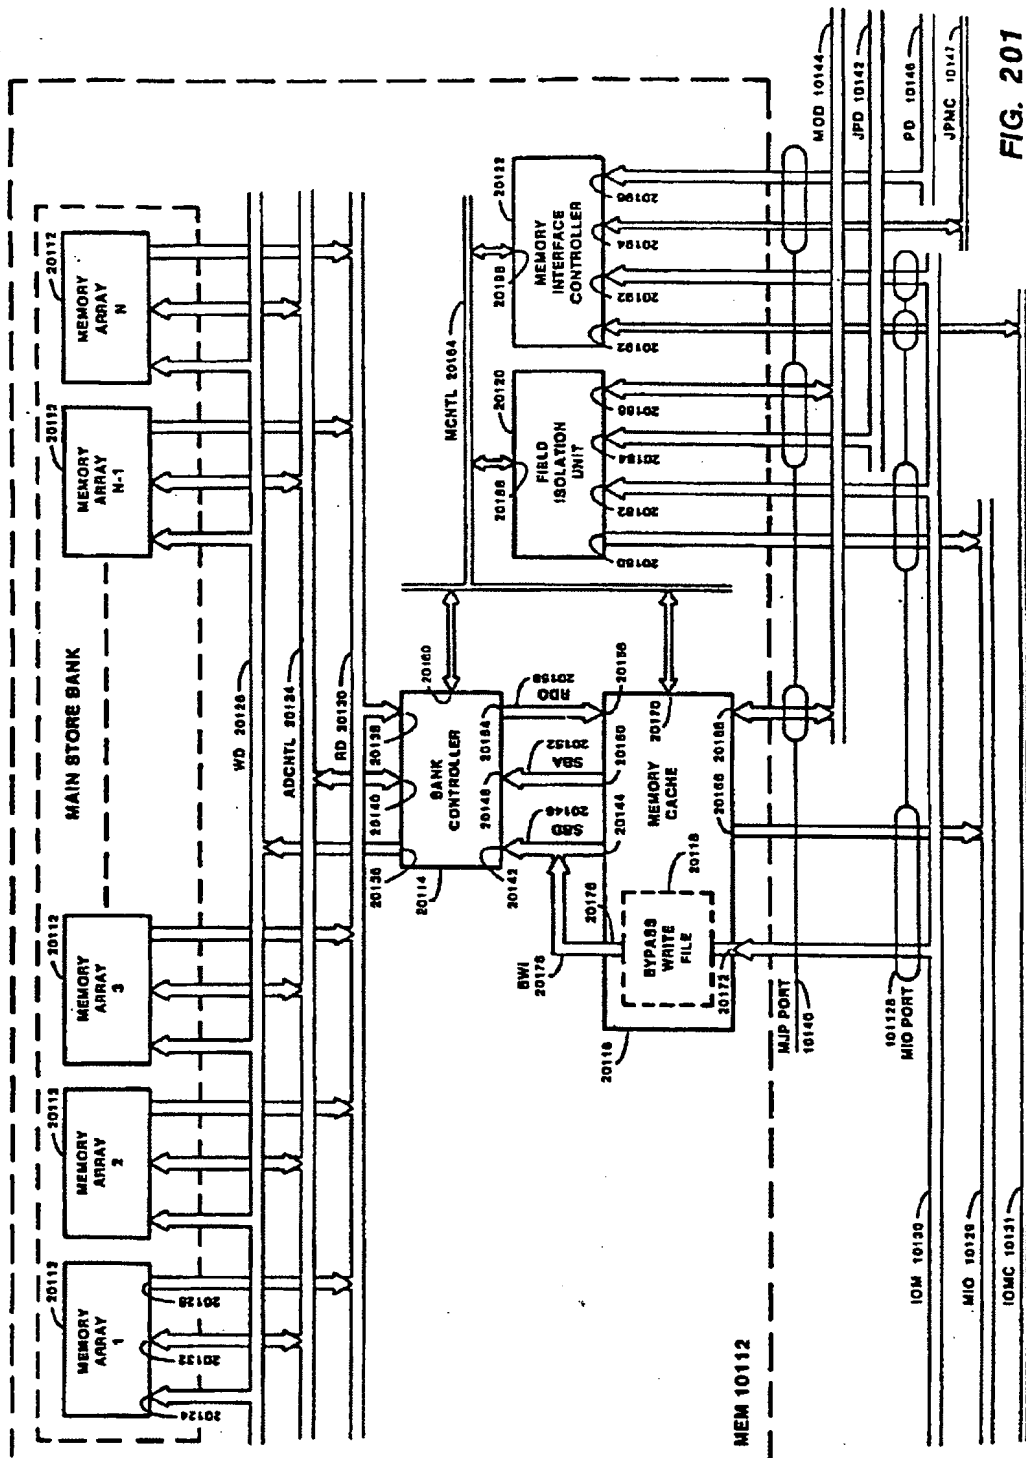 MAIN STORE BANK
MEMORY ARRAY 1
20112
MEMORY ARRAY 2
20112
MEMORY ARRAY 3
20112
MEMORY ARRAY N-1
20112
MEMORY ARRAY N
20112
20124
20132
20128
WD 20126
ADCNTL 20134
RD 20130
20136
20140
20138
20160
20114
BANK CONTROLLER
20142
20148
20154
SBD
20146
SBA
20152
RDO
20158
20144
20150
20156
BWI
20178
20176
20118
BYPASS WRITE FILE
MEMORY CACHE
20170
20116
20172
20166
20168
MCNTL 20164
20186
20120
FIELD ISOLATION UNIT
20180
20182
20184
20188
20198
20122
MEMORY INTERFACE CONTROLLER
20192
20192
20194
20196
MEM 10112
MJP PORT
10140
10128
MIO PORT
MOD 10144
JPD 10142
PD 10146
JPMC 10147
IOM 10130
MIO 10129
IOMC 10131
FIG. 201